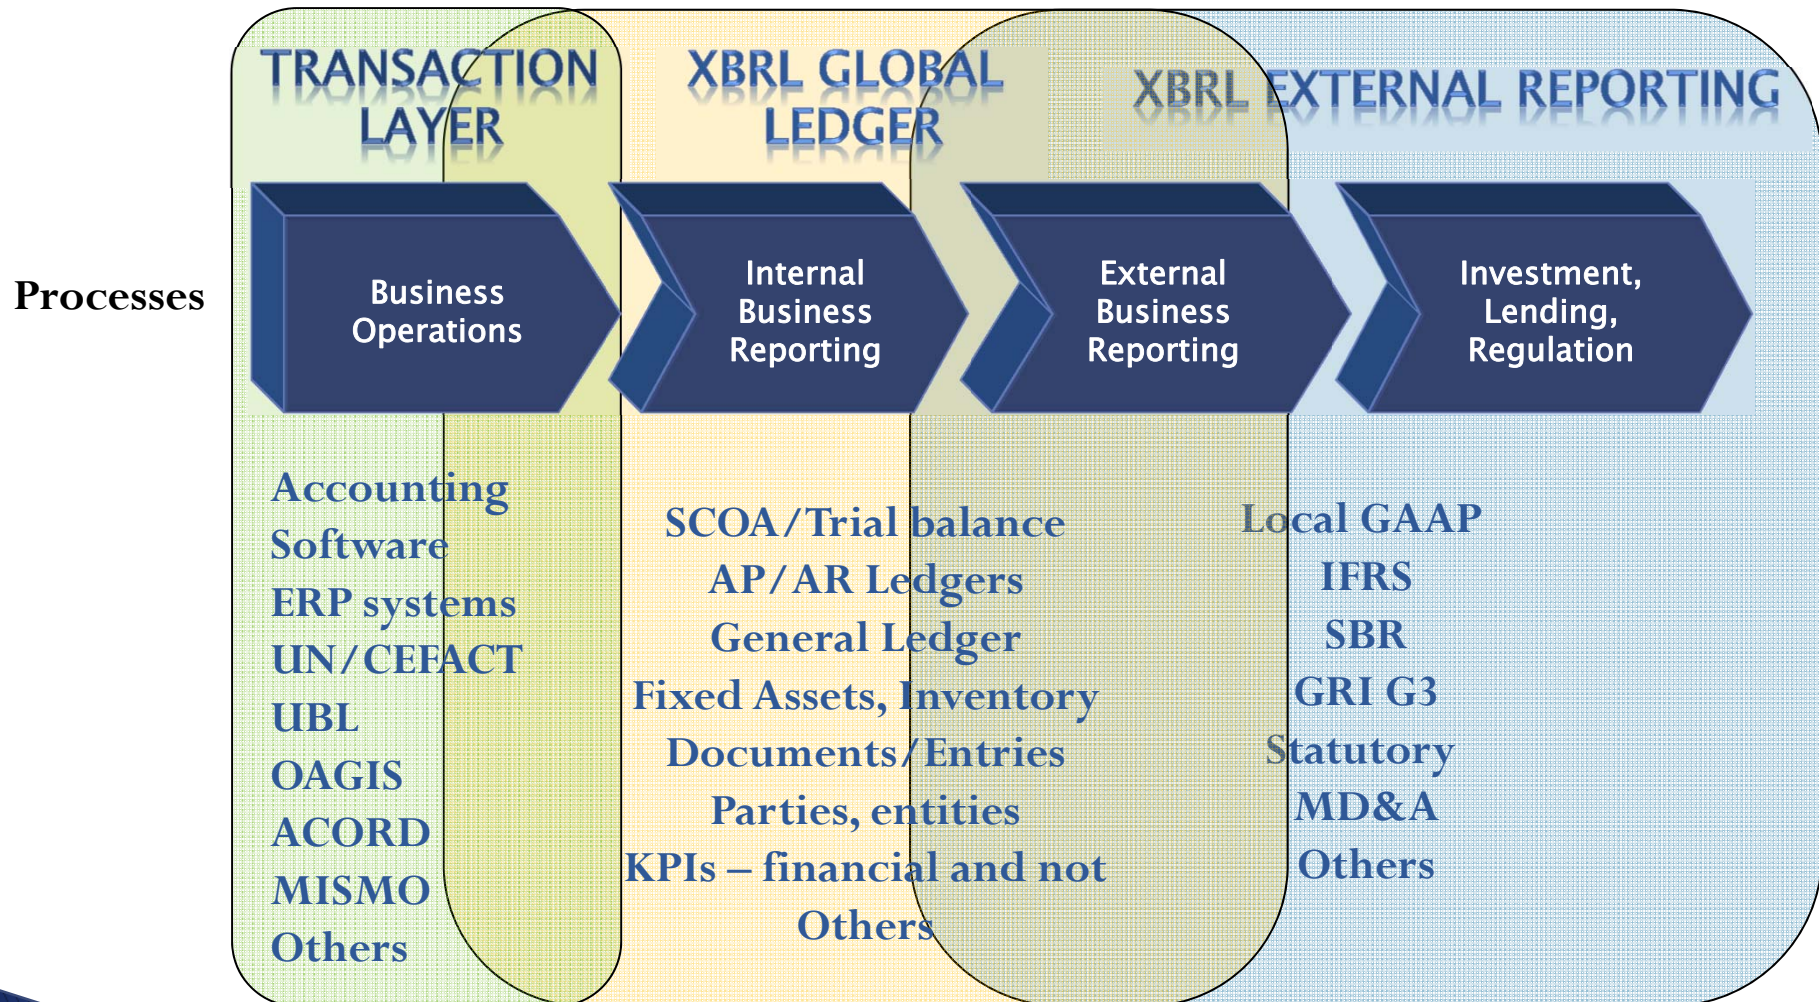 TRANSACTION
LAYER
XBRL GLOBAL
LEDGER
XBRL EXTERNAL REPORTING
Processes
Business
Operations
Internal
Business
Reporting
External
Business
Reporting
Investment,
Lending,
Regulation
Accounting
Software
ERP systems
UN/CEFACT
UBL
OAGIS
ACORD
MISMO
Others
SCOA/Trial balance
AP/AR Ledgers
General Ledger
Fixed Assets, Inventory
Documents/Entries
Parties, entities
KPIs – financial and not
Others
Local GAAP
IFRS
SBR
GRI G3
Statutory
MD&A
Others